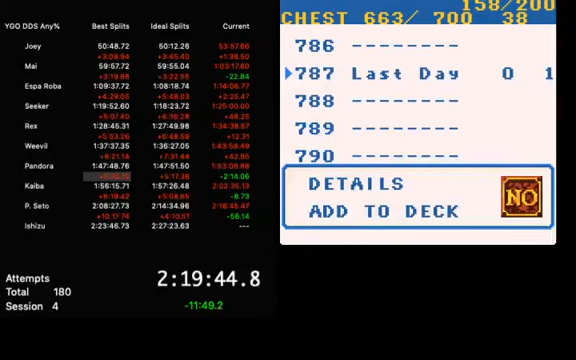 YGO DDS Any% Best Splits Ideal Splits Current
Joey 50:48.72 50:12.26 53:57.66
+3:08.94 +3:45.40 +1:38.50
Mai 59:57.72 59:55.04 1:03:17.60
+3:19.88 +3:22.56 -22.84
Espa Roba 1:09:37.72 1:08:18.74 1:14:06.77
+4:29.05 +5:48.03 +2:25.47
Seeker 1:19:52.60 1:18:23.72 1:25:00.00
+5:07.40 +6:36.28 +48.25
Rex 1:28:45.31 1:27:49.98 1:34:38.57
+5:53.26 +6:48.59 +12.31
Weevil 1:37:37.35 1:36:27.05 1:43:58.49
+6:21.14 +7:31.44 +42.85
Pandora 1:47:48.76 1:47:48.70 1:53:06.88
+5:17.38 -2:14.06
Kaiba 1:56:15.71 1:57:26.48 2:02:35.13
+6:19.42 +5:08.65 -8.73
P. Seto 2:08:27.73 2:14:34.96 2:18:45.47
+10:17.74 +4:10.51 -58.14
Ishizu 2:23:46.73 2:27:23.63 ---
Attempts
Total 180
Session 4
2:19:44.8
-11:49.2
158/200
CHEST 663/ 700 38
786 --------
787 Last Day 0 1
788 --------
789 --------
790 --------
DETAILS
ADD TO DECK
NO